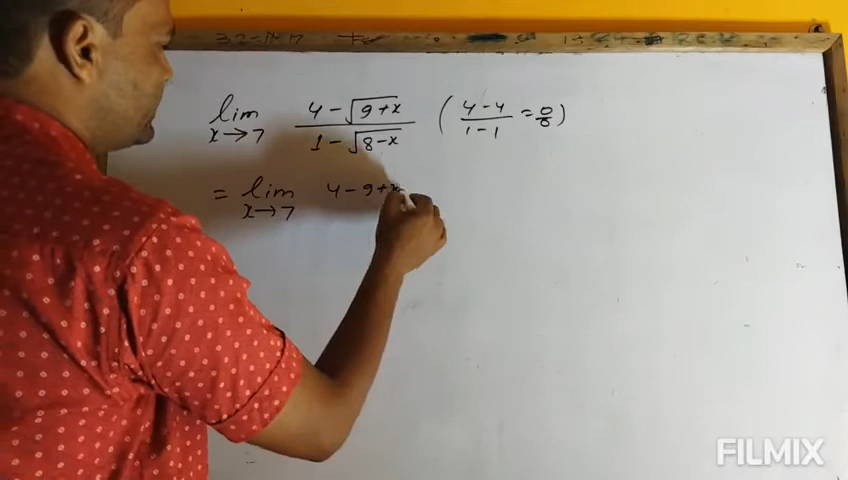 lim x→7 4-√9+x / 1-√8-x (4-4 / 1-1 = 0/0)
= lim x→7 4-9+x
FILMIX